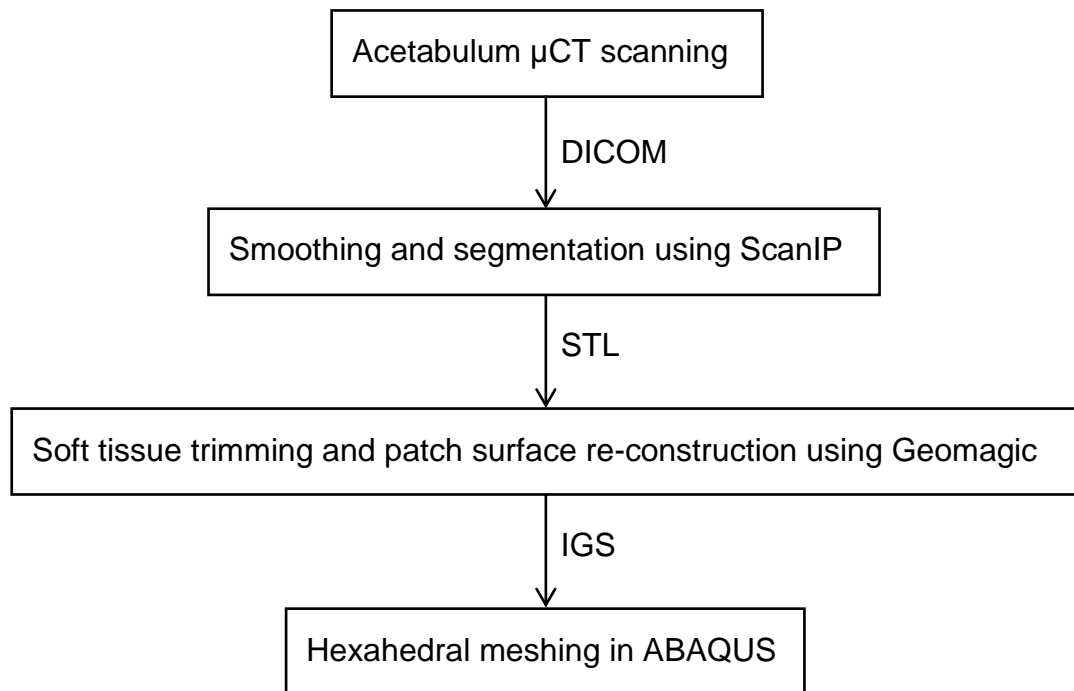 Acetabulum µCT scanning
DICOM
Smoothing and segmentation using ScanIP
STL
Soft tissue trimming and patch surface re-construction using Geomagic
IGS
Hexahedral meshing in ABAQUS